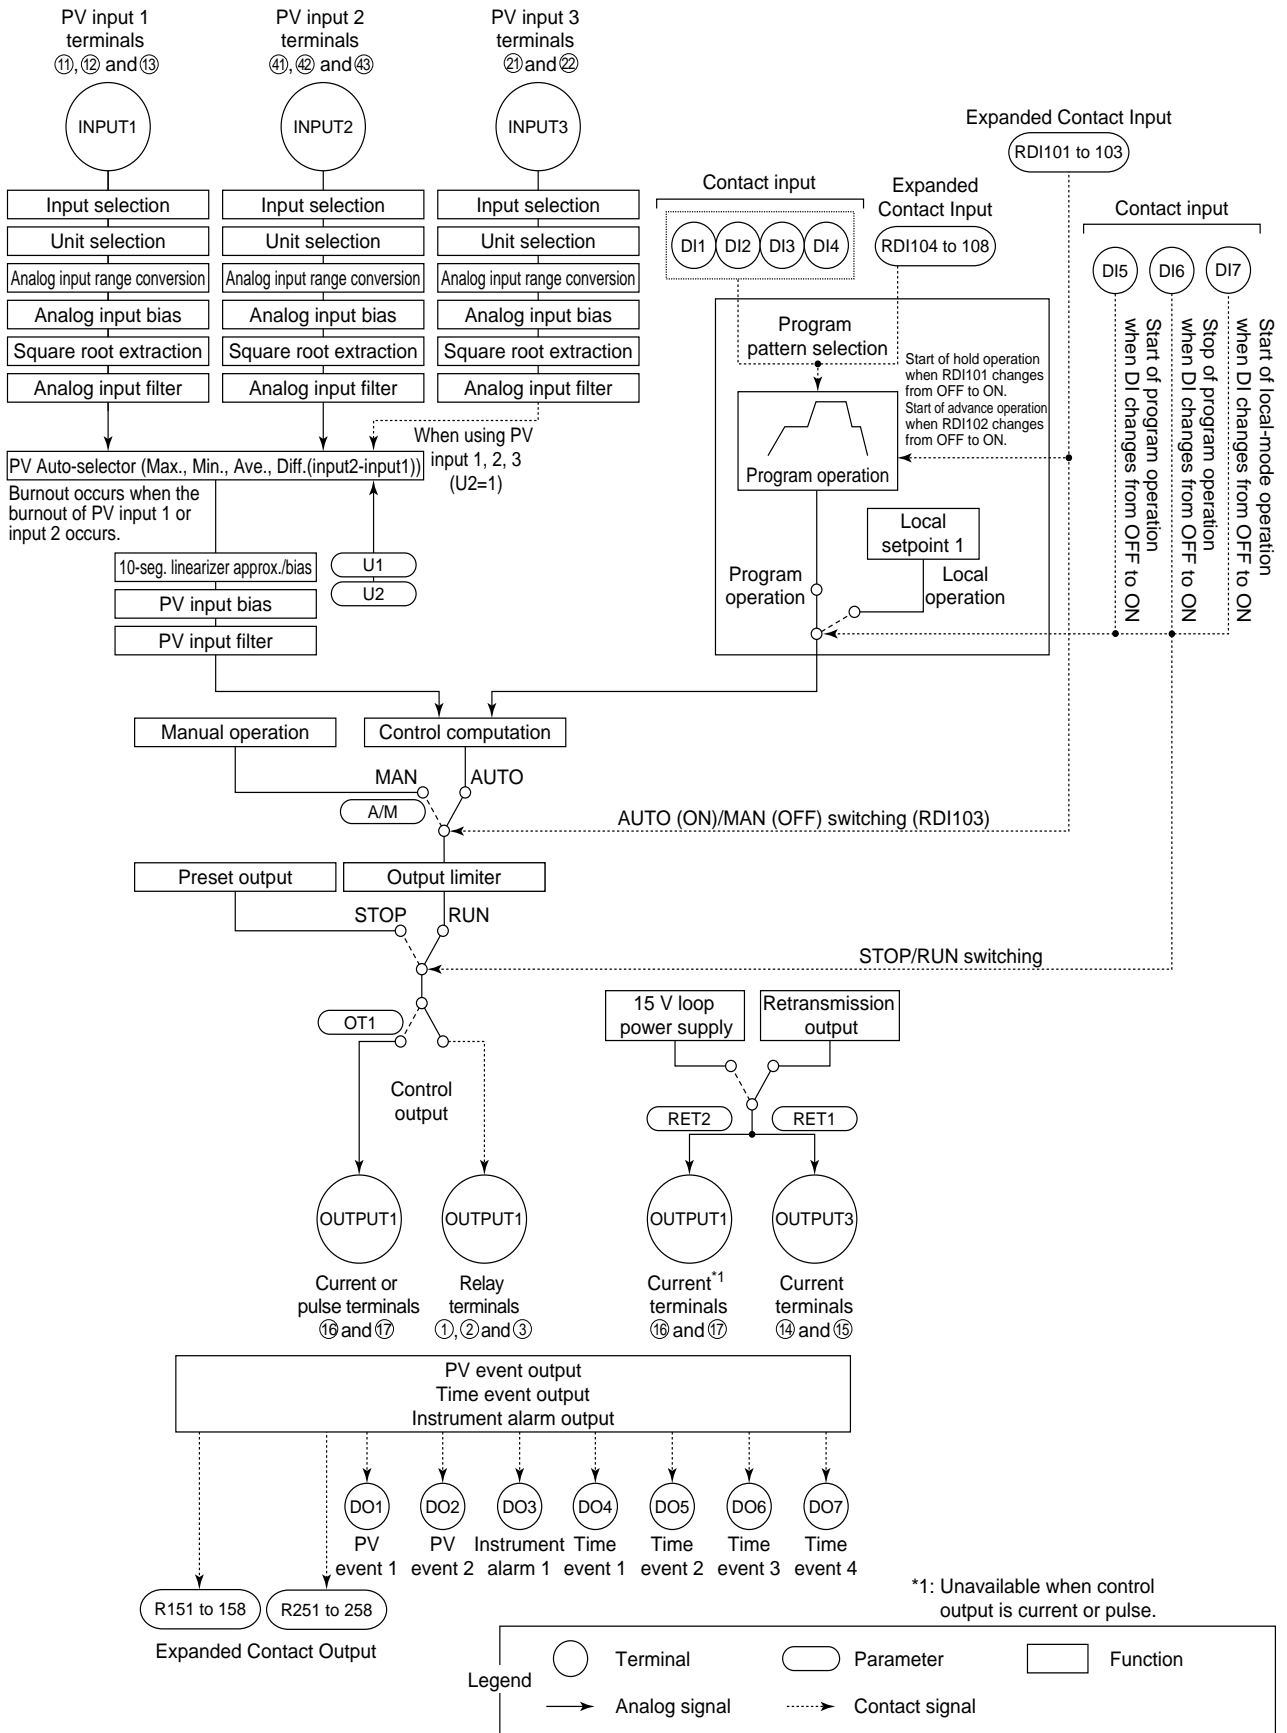 PV input 1
terminals
⑪, ⑫ and ⑬
PV input 2
terminals
㊶, ㊷ and ㊸
PV input 3
terminals
㉑ and ㉒
INPUT1
INPUT2
INPUT3
Input selection
Unit selection
Analog input range conversion
Analog input bias
Square root extraction
Analog input filter
Input selection
Unit selection
Analog input range conversion
Analog input bias
Square root extraction
Analog input filter
Input selection
Unit selection
Analog input range conversion
Analog input bias
Square root extraction
Analog input filter
When using PV
input 1, 2, 3
(U2=1)
PV Auto-selector (Max., Min., Ave., Diff.(input2-input1))
Burnout occurs when the
burnout of PV input 1 or
input 2 occurs.
10-seg. linearizer approx./bias
PV input bias
PV input filter
U1
U2
Expanded Contact Input
RDI101 to 103
Contact input
DI1
DI2
DI3
DI4
Expanded
Contact Input
RDI104 to 108
Contact input
DI5
DI6
DI7
Start of program operation
when DI changes from OFF to ON
Stop of program operation
when DI changes from OFF to ON
Start of local-mode operation
when DI changes from OFF to ON
Program
pattern selection
Start of hold operation
when RDI101 changes
from OFF to ON.
Start of advance operation
when RDI102 changes
from OFF to ON.
Program operation
Local
setpoint 1
Program
operation
Local
operation
Manual operation
Control computation
MAN
AUTO
A/M
AUTO (ON)/MAN (OFF) switching (RDI103)
Preset output
Output limiter
STOP
RUN
STOP/RUN switching
OT1
Control
output
15 V loop
power supply
Retransmission
output
RET2
RET1
OUTPUT1
OUTPUT1
OUTPUT1
OUTPUT3
Current or
pulse terminals
⑯ and ⑰
Relay
terminals
①, ② and ③
Current*1
terminals
⑯ and ⑰
Current
terminals
⑭ and ⑮
PV event output
Time event output
Instrument alarm output
DO1
DO2
DO3
DO4
DO5
DO6
DO7
PV
event 1
PV
event 2
Instrument
alarm 1
Time
event 1
Time
event 2
Time
event 3
Time
event 4
R151 to 158
R251 to 258
Expanded Contact Output
*1: Unavailable when control
output is current or pulse.
Legend
Terminal
Parameter
Function
Analog signal
Contact signal